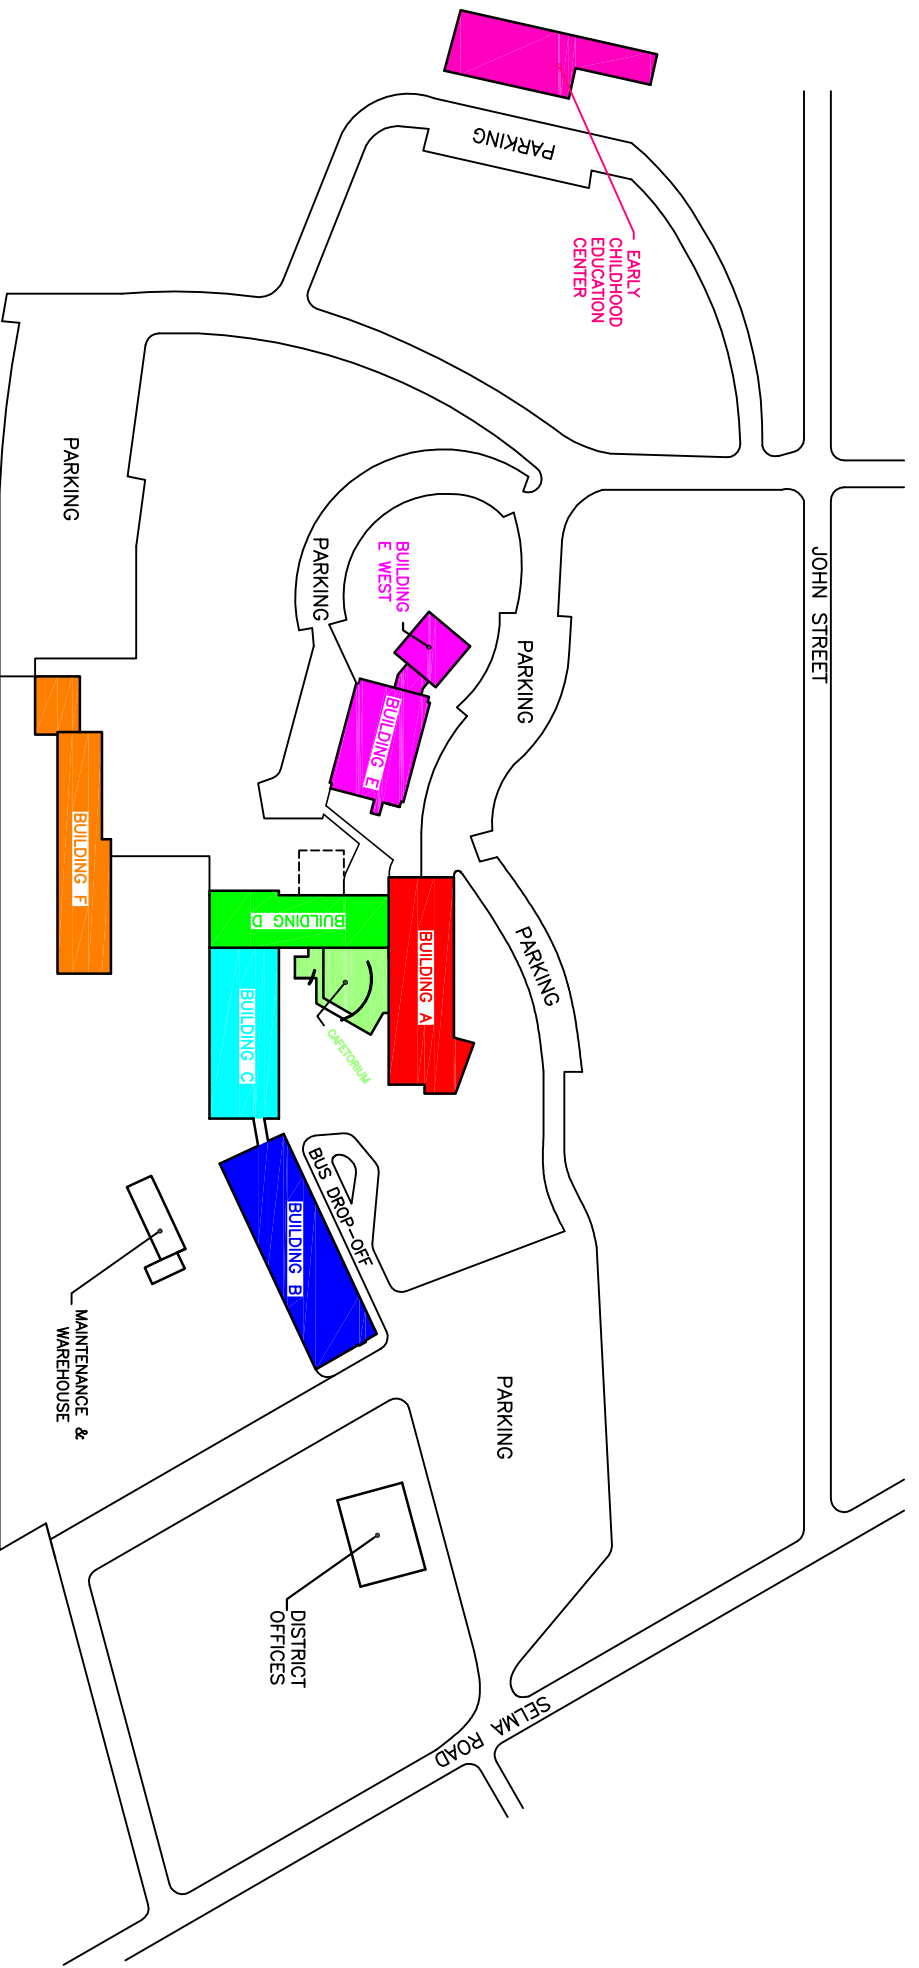 JOHN STREET
EARLY
CHILDHOOD
EDUCATION
CENTER
PARKING
PARKING
PARKING
PARKING
PARKING
PARKING
BUILDING
E WEST
BUILDING E
BUILDING F
BUILDING D
BUILDING A
CAFETORIUM
BUILDING C
BUILDING B
BUS DROP-OFF
MAINTENANCE &
WAREHOUSE
DISTRICT
OFFICES
SELMA ROAD